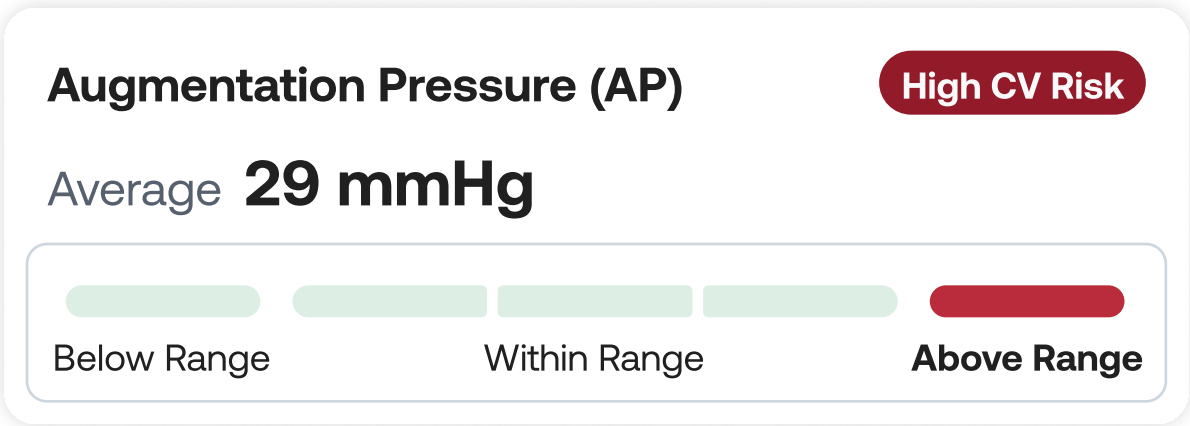 Augmentation Pressure (AP)
High CV Risk
Average 29 mmHg
Below Range
Within Range
Above Range